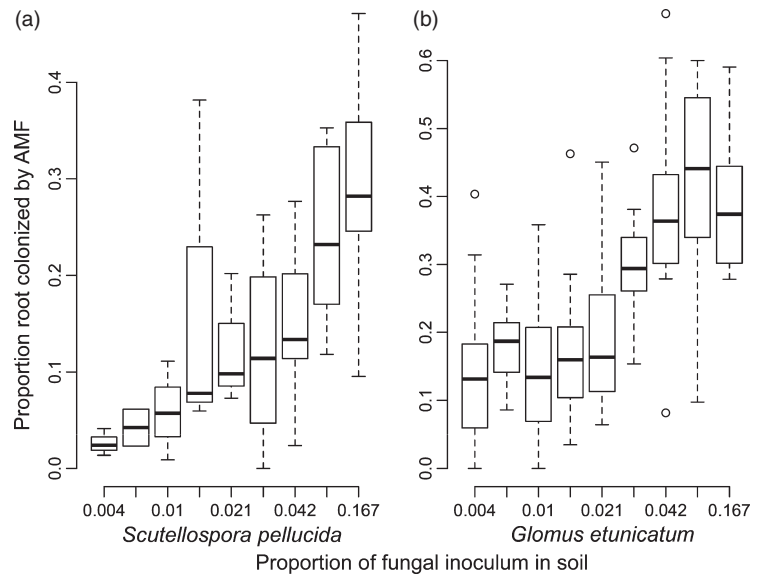 (a)
(b)
Proportion root colonized by AMF
0.4
0.3
0.2
0.1
0.0
0.6
0.5
0.4
0.3
0.2
0.1
0.0
0.004 0.01 0.021 0.042 0.167
0.004 0.01 0.021 0.042 0.167
Scutellospora pellucida
Glomus etunicatum
Proportion of fungal inoculum in soil